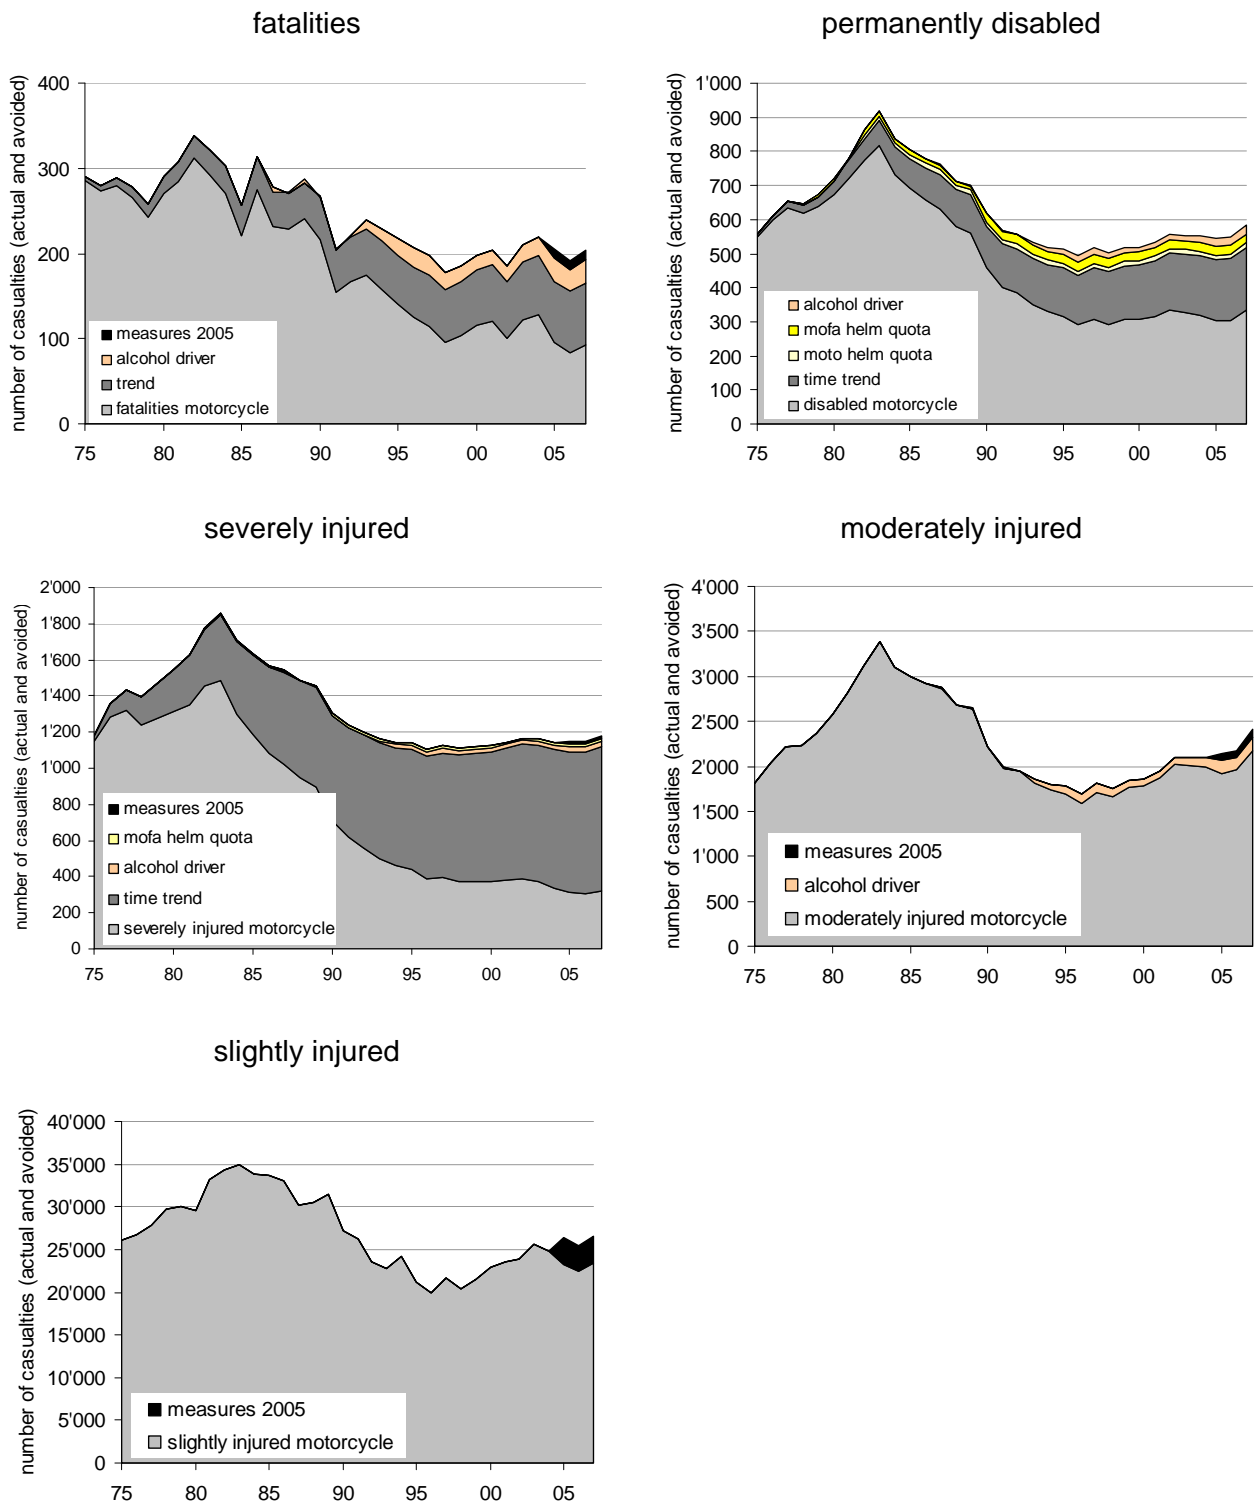 fatalities
number of casualties (actual and avoided)
400
300
200
100
0
measures 2005
alcohol driver
trend
fatalities motorcycle
75 80 85 90 95 00 05
permanently disabled
number of casualties (actual and avoided)
1'000
900
800
700
600
500
400
300
200
100
0
alcohol driver
mofa helm quota
moto helm quota
time trend
disabled motorcycle
75 80 85 90 95 00 05
severely injured
number of casualties (actual and avoided)
2'000
1'800
1'600
1'400
1'200
1'000
800
600
400
200
0
measures 2005
mofa helm quota
alcohol driver
time trend
severely injured motorcycle
75 80 85 90 95 00 05
moderately injured
number of casualties (actual and avoided)
4'000
3'500
3'000
2'500
2'000
1'500
1'000
500
0
measures 2005
alcohol driver
moderately injured motorcycle
75 80 85 90 95 00 05
slightly injured
number of casualties (actual and avoided)
40'000
35'000
30'000
25'000
20'000
15'000
10'000
5'000
0
measures 2005
slightly injured motorcycle
75 80 85 90 95 00 05